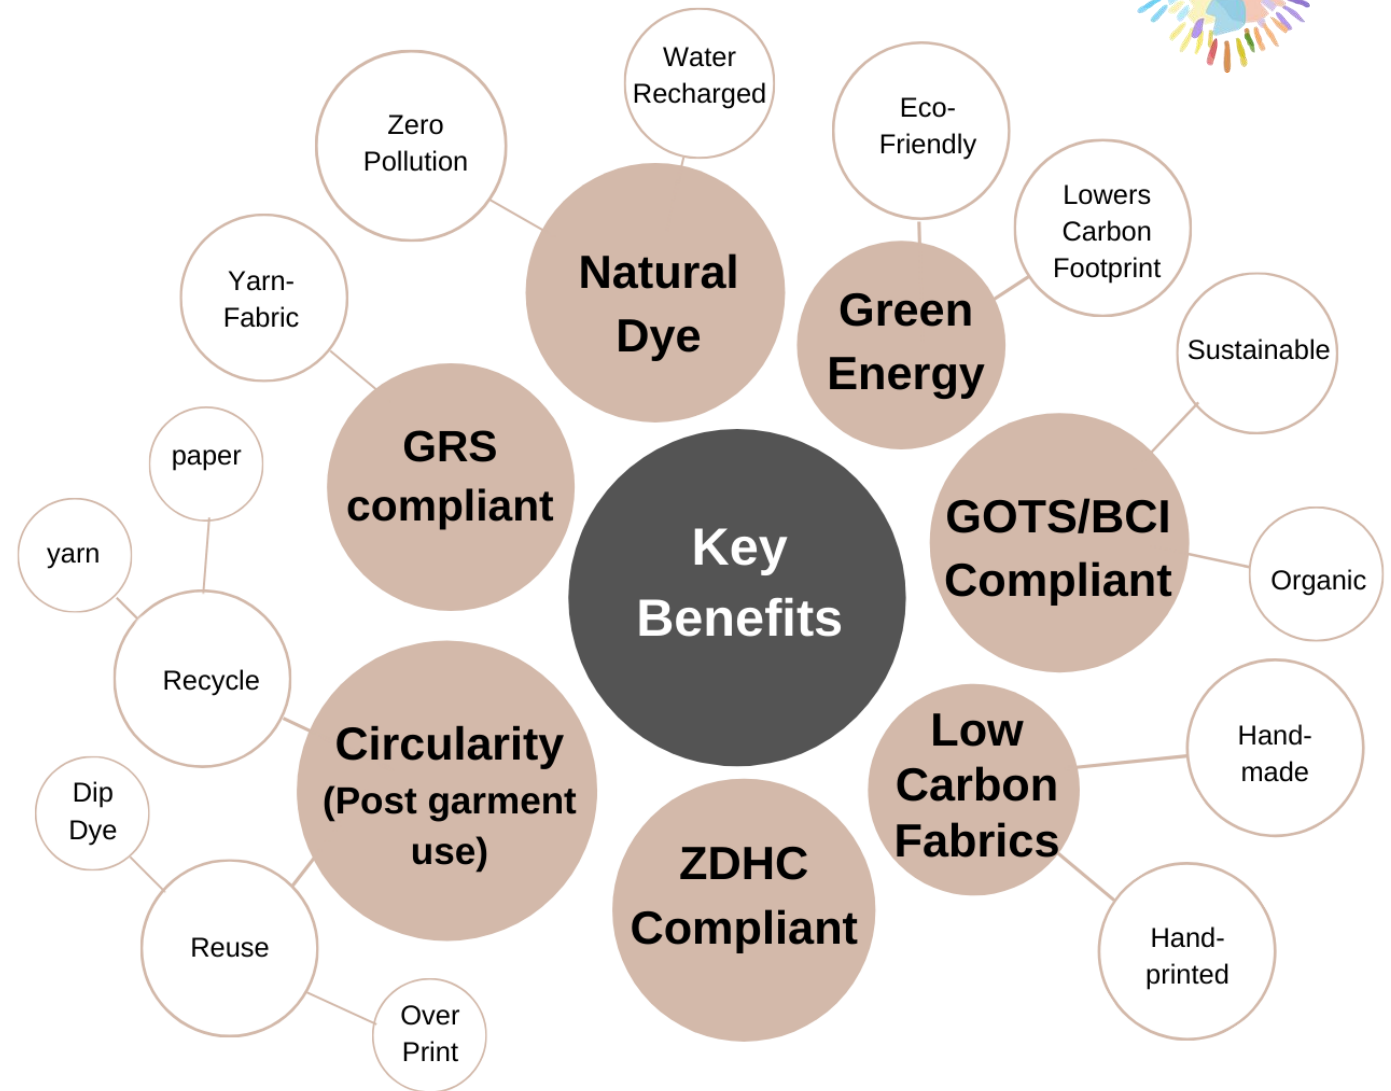 Water
Recharged
Zero
Pollution
Eco-
Friendly
Lowers
Carbon
Footprint
Yarn-
Fabric
Natural
Dye
Green
Energy
Sustainable
GRS
compliant
paper
yarn
Key
Benefits
GOTS/BCI
Compliant
Organic
Recycle
Circularity
(Post garment
use)
Low
Carbon
Fabrics
Hand-
made
Dip
Dye
ZDHC
Compliant
Reuse
Hand-
printed
Over
Print